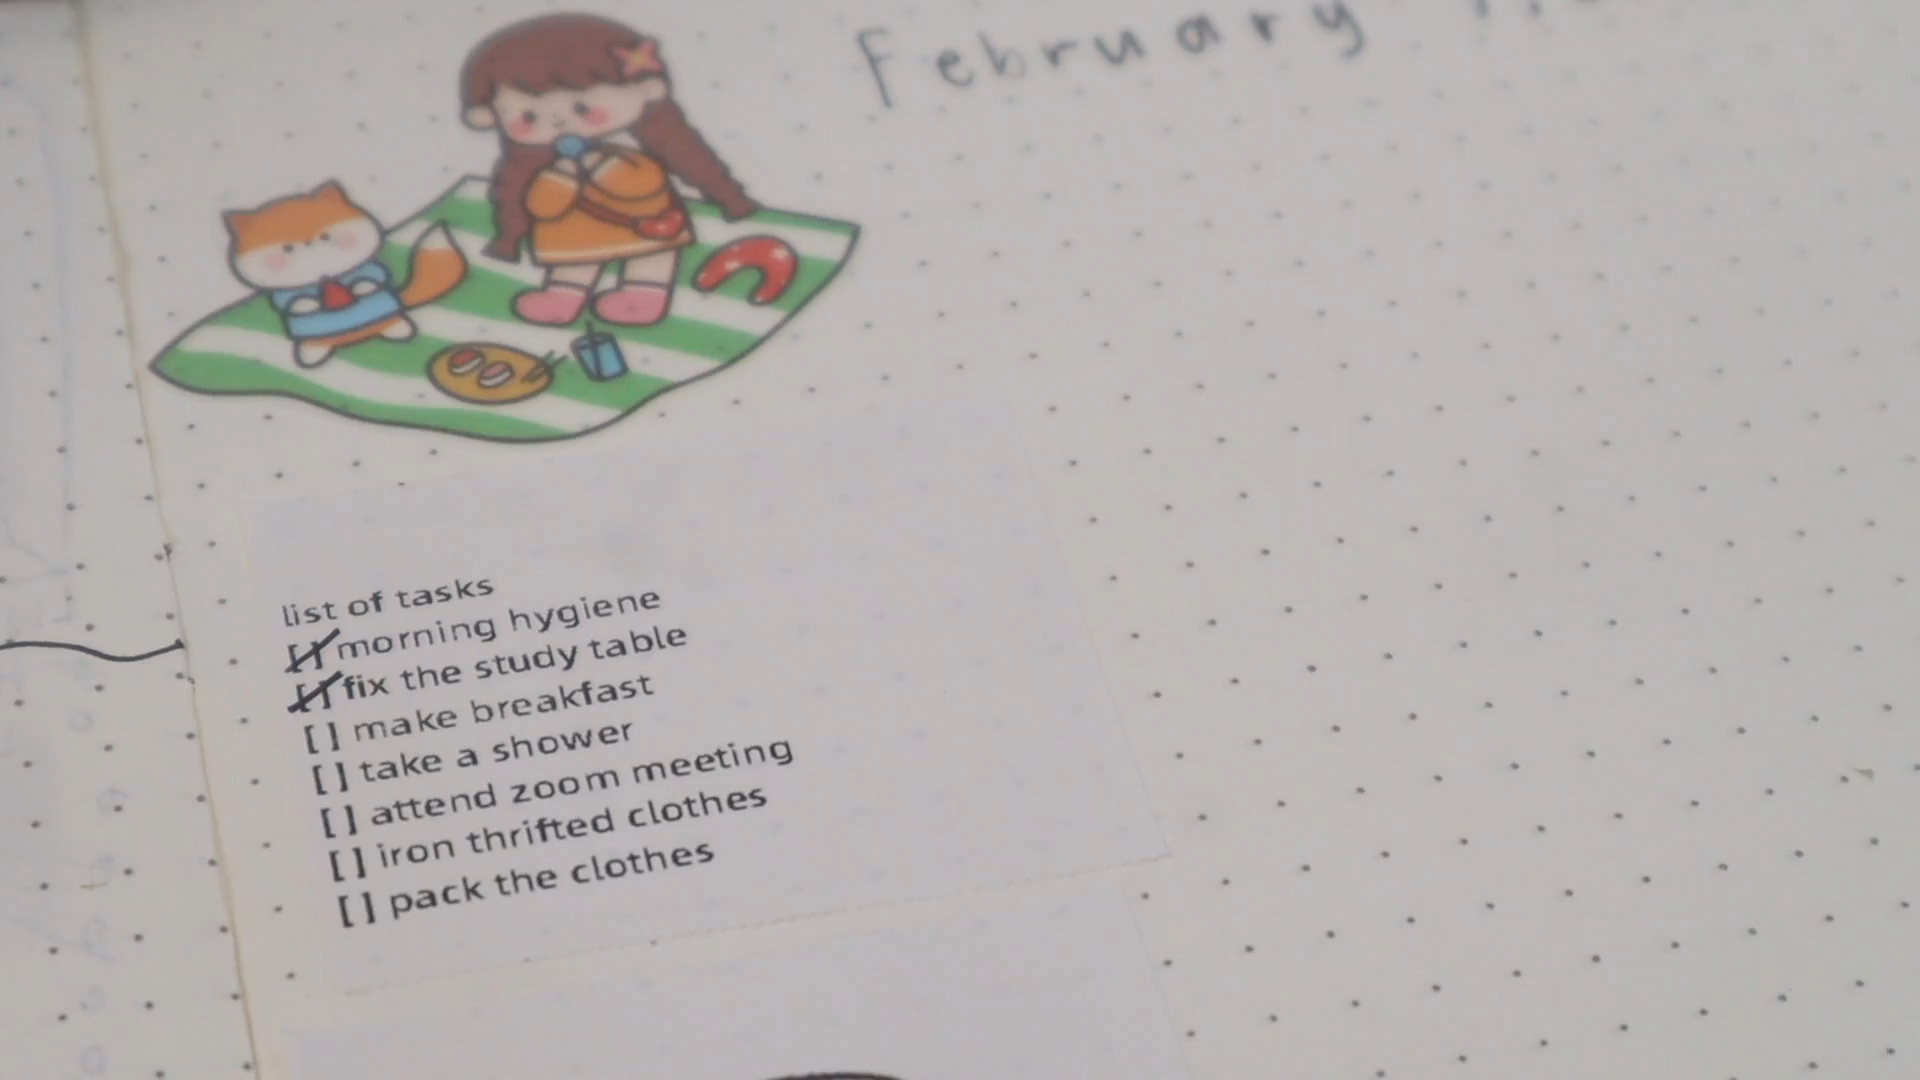 February
list of tasks
[ ] morning hygiene
[ ] fix the study table
[ ] make breakfast
[ ] take a shower
[ ] attend zoom meeting
[ ] iron thrifted clothes
[ ] pack the clothes